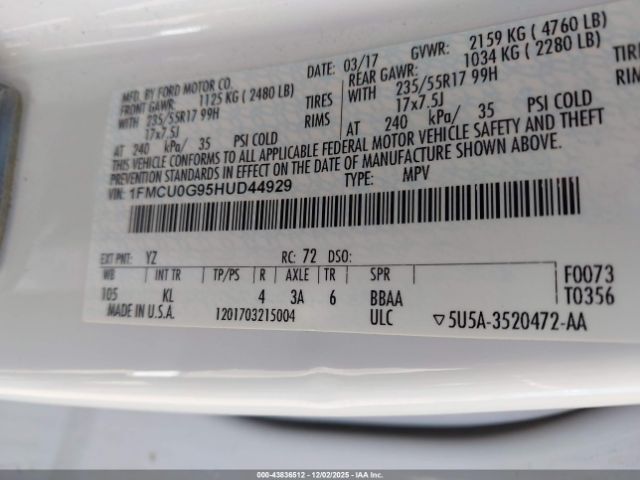 MFD. BY FORD MOTOR CO.
DATE: 03/17 GVWR: 2159 KG ( 4760 LB)
FRONT GAWR: 1125 KG ( 2480 LB) REAR GAWR: 1034 KG ( 2280 LB)
WITH 235/55R17 99H TIRES WITH 235/55R17 99H TIRE
17x7.5J RIMS 17x7.5J RIM
AT 240 kPa/ 35 PSI COLD AT 240 kPa/ 35 PSI COLD
THIS VEHICLE CONFORMS TO ALL APPLICABLE FEDERAL MOTOR VEHICLE SAFETY AND THEFT
PREVENTION STANDARDS IN EFFECT ON THE DATE OF MANUFACTURE SHOWN ABOVE.
VIN: 1FMCU0G95HUD44929 TYPE: MPV
EXT PNT: YZ RC: 72 DSO:
WB INT TR TP/PS R AXLE TR SPR F0073
105 KL 4 3A 6 BBAA T0356
MADE IN U.S.A. 1201703215004 ULC ▽5U5A-3520472-AA
000-43836512 - 12/02/2025 - IAAI.COM